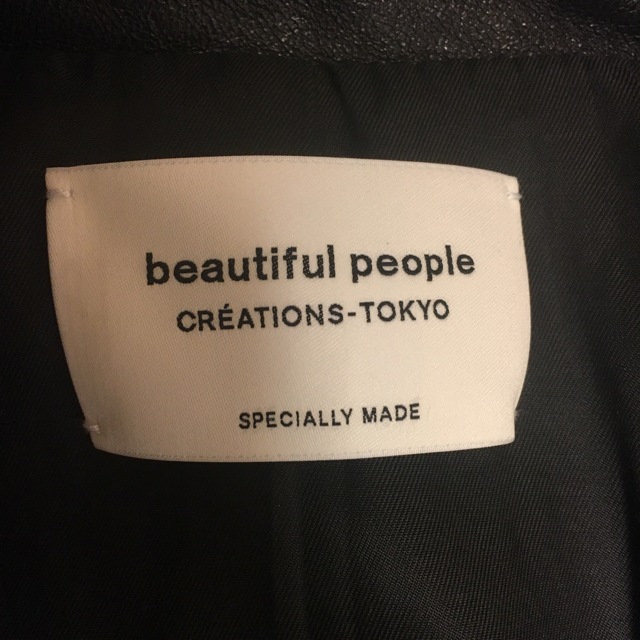 beautiful people
CRÉATIONS-TOKYO
SPECIALLY MADE